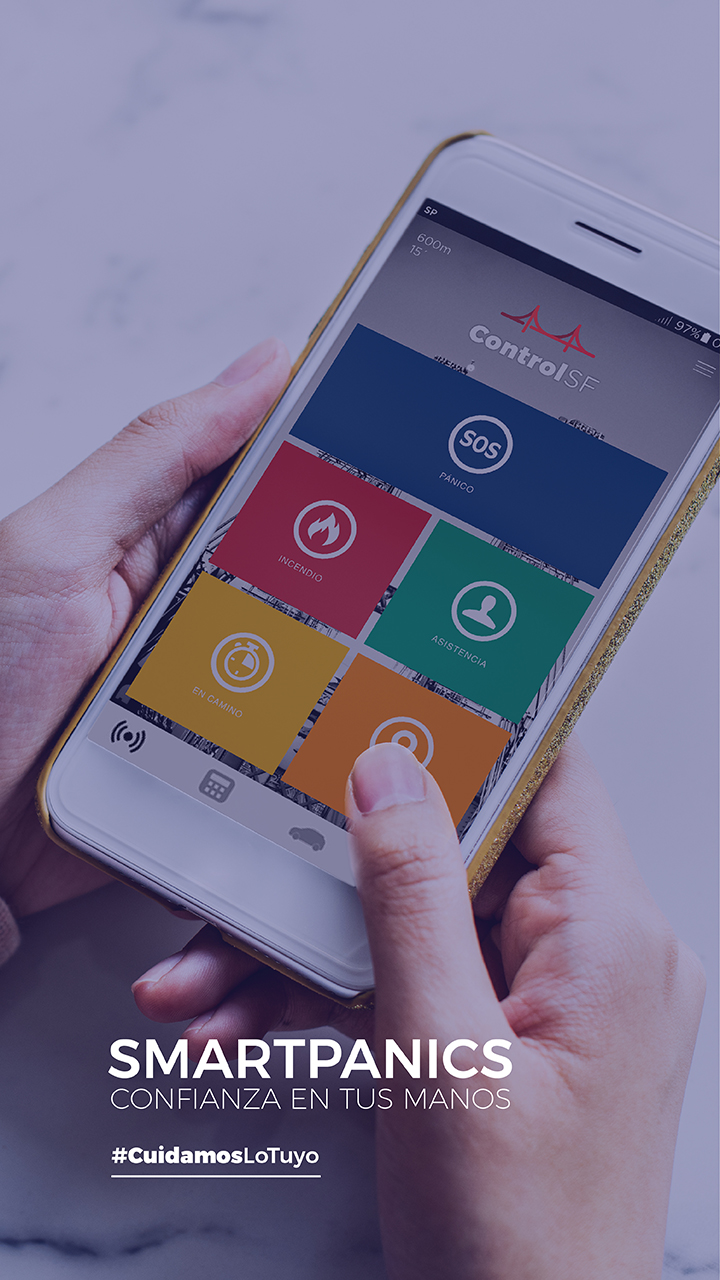 SP
600m
15´
97%
ControlSF
SOS
PÁNICO
INCENDIO
ASISTENCIA
EN CAMINO
SMARTPANICS
CONFIANZA EN TUS MANOS
#CuidamosLoTuyo